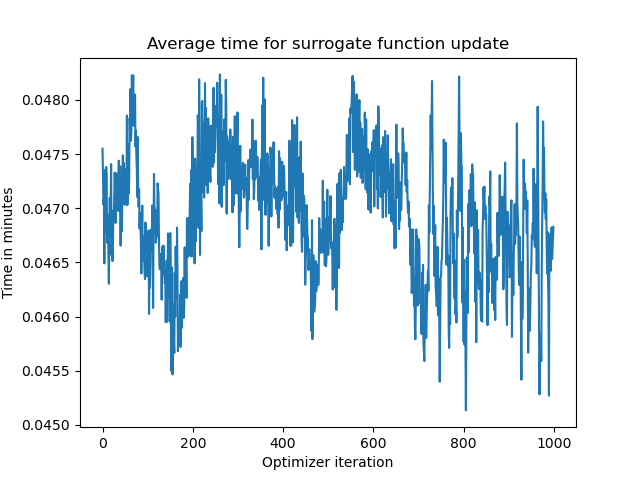 Average time for surrogate function update
0.0480
0.0475
0.0470
0.0465
0.0460
0.0455
0.0450
Time in minutes
0 200 400 600 800 1000
Optimizer iteration